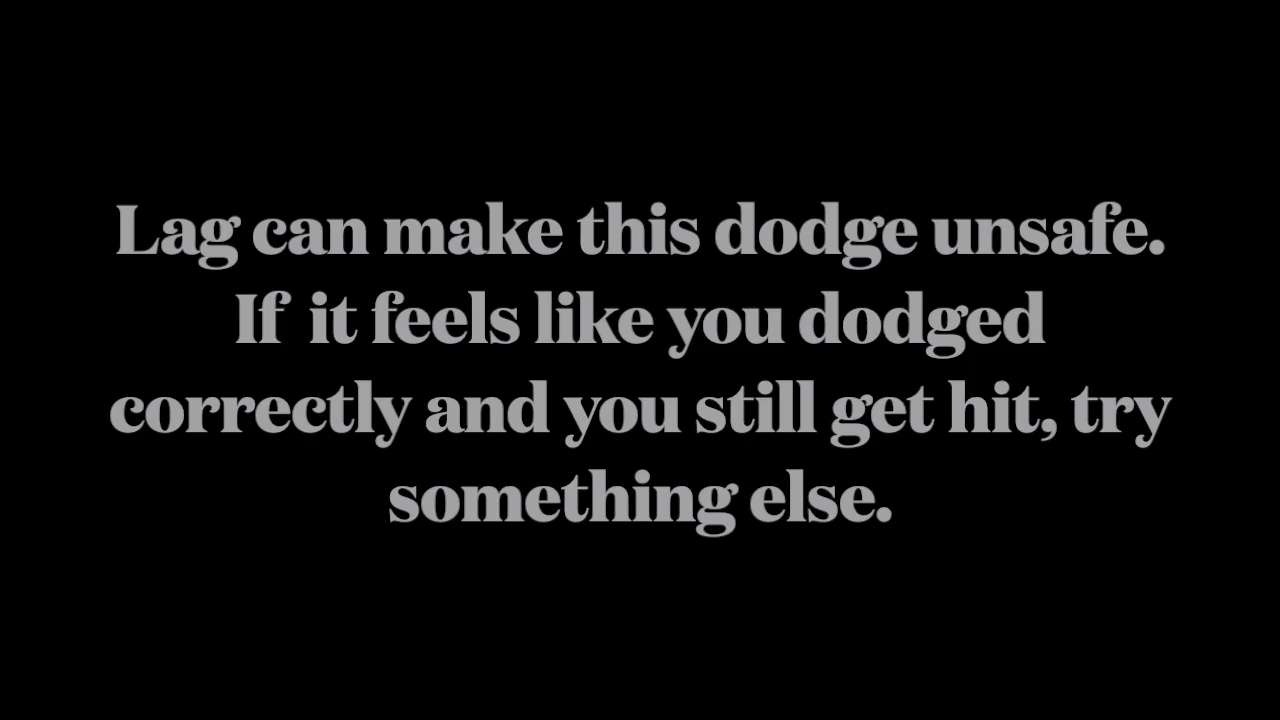 Lag can make this dodge unsafe.
If it feels like you dodged
correctly and you still get hit, try
something else.